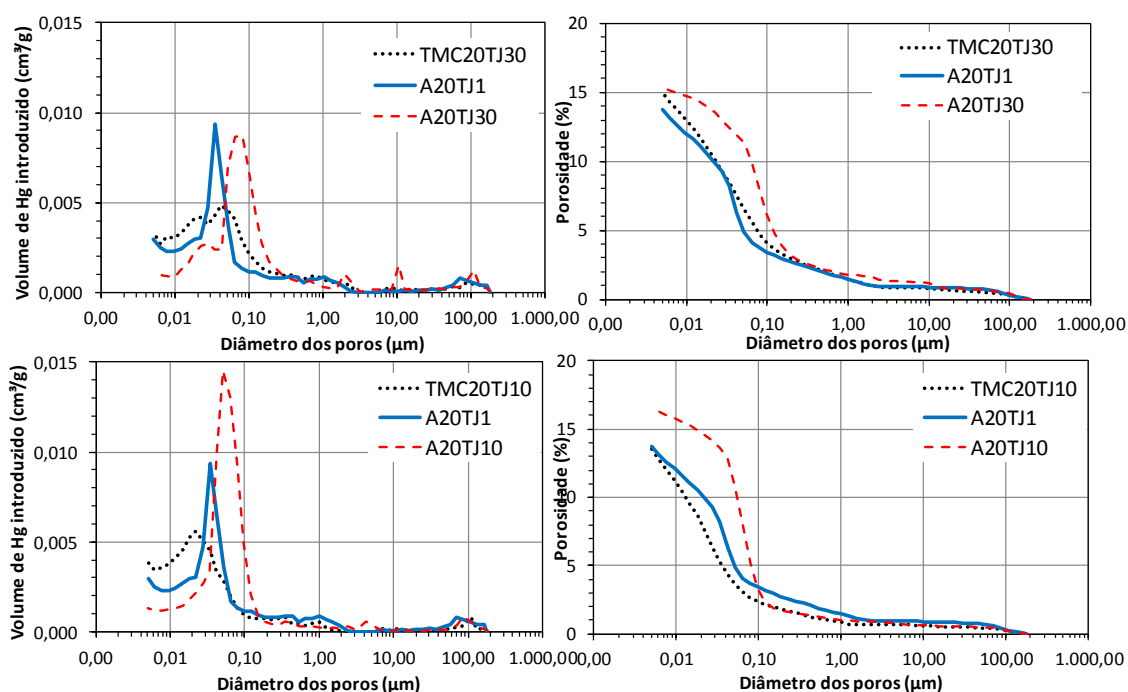 Volume de Hg introduzido (cm³/g)
0,015
0,010
0,005
0,000
TMC20TJ30
A20TJ1
A20TJ30
0,00 0,01 0,10 1,00 10,00 100,00 1.000,00
Diâmetro dos poros (µm)
Porosidade (%)
20
15
10
5
0
TMC20TJ30
A20TJ1
A20TJ30
0,00 0,01 0,10 1,00 10,00 100,00 1.000,00
Diâmetro dos poros (µm)
Volume de Hg introduzido (cm³/g)
0,015
0,010
0,005
0,000
TMC20TJ10
A20TJ1
A20TJ10
0,00 0,01 0,10 1,00 10,00 100,00 1.000,00
Diâmetro dos poros (µm)
Porosidade (%)
20
15
10
5
0
TMC20TJ10
A20TJ1
A20TJ10
0,00 0,01 0,10 1,00 10,00 100,00 1.000,00
Diâmetro dos poros (µm)